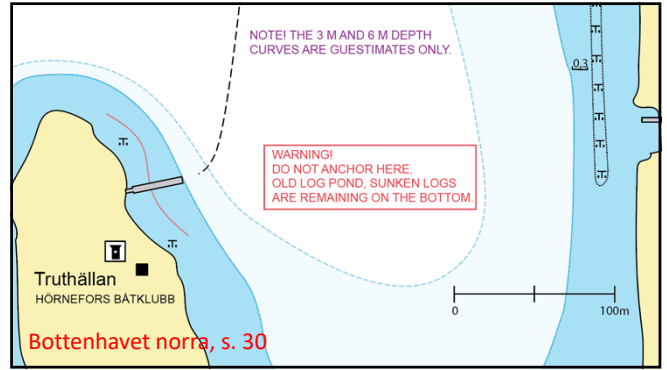 NOTE! THE 3 M AND 6 M DEPTH
CURVES ARE GUESTIMATES ONLY.
0,3
WARNING!
DO NOT ANCHOR HERE.
OLD LOG POND, SUNKEN LOGS
ARE REMAINING ON THE BOTTOM.
Truthällan
HÖRNEFORS BÅTKLUBB
0
100m
Bottenhavet norra, s. 30